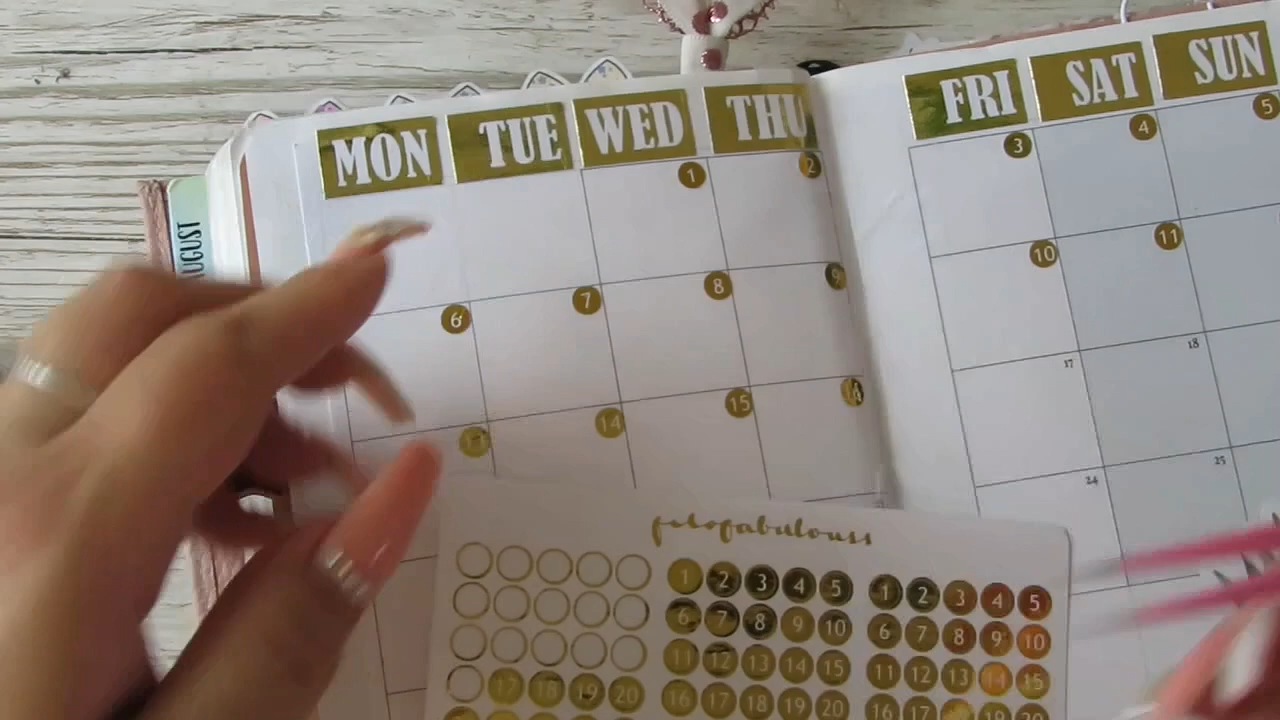 MON TUE WED THU FRI SAT SUN
1 2 3 4 5
6 7 8 9 10 11
13 14 15 17 18
24 25
AUGUST
filofabulouss
1 2 3 4 5 1 2 3 4 5
6 7 8 9 10 6 7 8 9 10
11 12 13 14 15 11 12 13 14 15
17 18 19 20 16 17 18 19 20 16 17 18 19 20